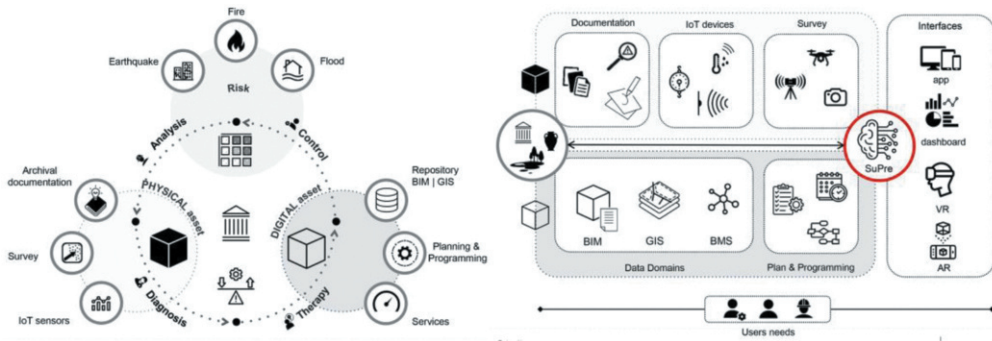 Fire
Earthquake
Flood
Risk
Analysis
Control
Archival
documentation
PHYSICAL asset
DIGITAL asset
Repository
BIM | GIS
Survey
Planning &
Programming
IoT sensors
Diagnosis
Therapy
Services
Documentation
IoT devices
Survey
Interfaces
app
dashboard
SuPre
VR
AR
BIM
GIS
BMS
Data Domains
Plan & Programming
Users needs